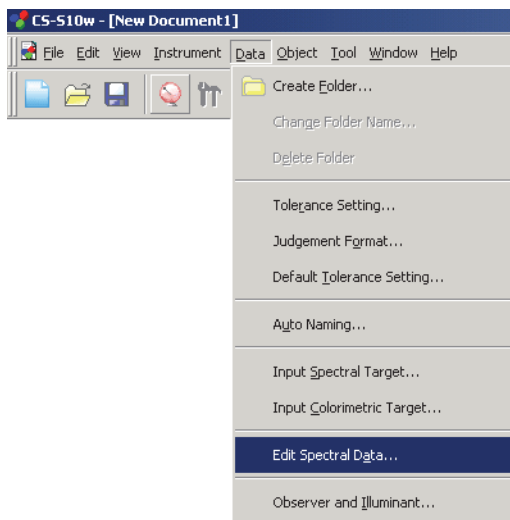 CS-S10w - [New Document1]
File Edit View Instrument Data Object Tool Window Help
Create Folder...
Change Folder Name...
Delete Folder
Tolerance Setting...
Judgement Format...
Default Tolerance Setting...
Auto Naming...
Input Spectral Target...
Input Colorimetric Target...
Edit Spectral Data...
Observer and Illuminant...